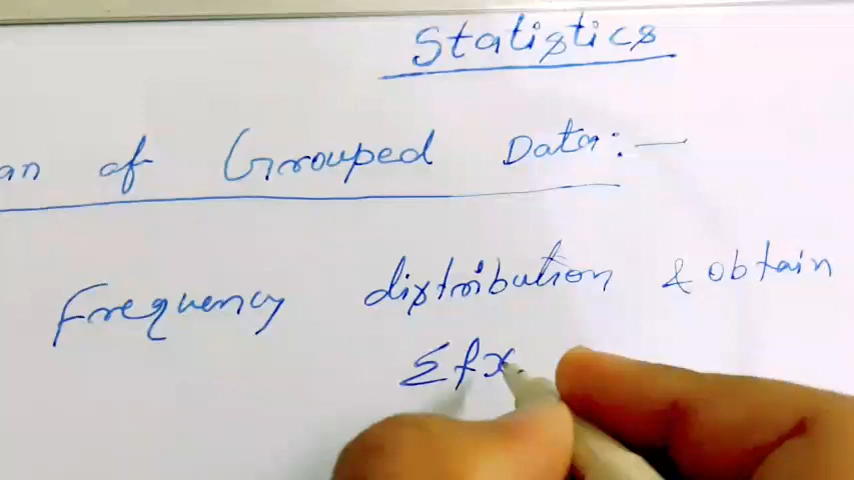 Statistics
an of Grouped Data:-
Frequency distribution & obtain
Σfx